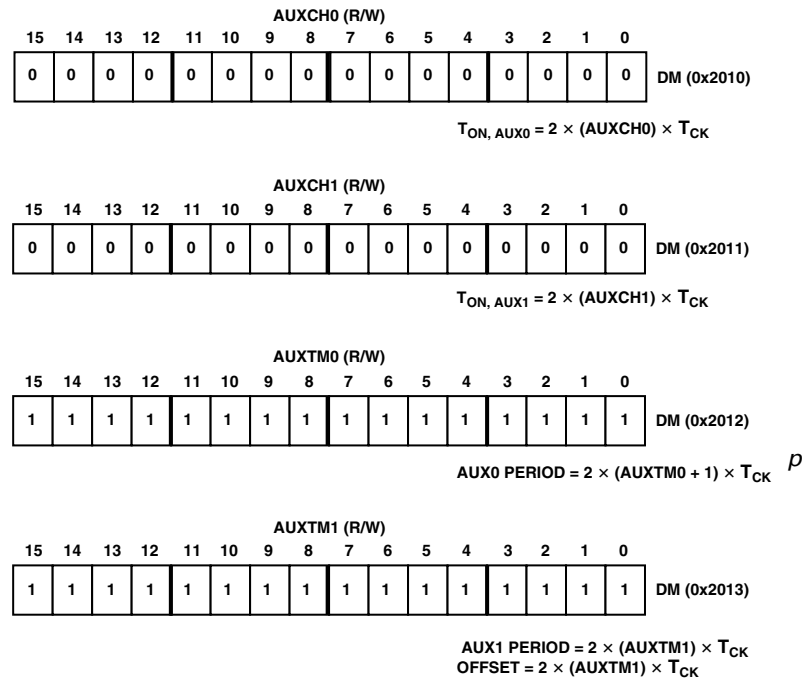 AUXCH0 (R/W)
15 14 13 12 11 10 9 8 7 6 5 4 3 2 1 0
0 0 0 0 0 0 0 0 0 0 0 0 0 0 0 0 DM (0x2010)
T_ON, AUX0 = 2 × (AUXCH0) × T_CK
AUXCH1 (R/W)
15 14 13 12 11 10 9 8 7 6 5 4 3 2 1 0
0 0 0 0 0 0 0 0 0 0 0 0 0 0 0 0 DM (0x2011)
T_ON, AUX1 = 2 × (AUXCH1) × T_CK
AUXTM0 (R/W)
15 14 13 12 11 10 9 8 7 6 5 4 3 2 1 0
1 1 1 1 1 1 1 1 1 1 1 1 1 1 1 1 DM (0x2012)
AUX0 PERIOD = 2 × (AUXTM0 + 1) × T_CK p
AUXTM1 (R/W)
15 14 13 12 11 10 9 8 7 6 5 4 3 2 1 0
1 1 1 1 1 1 1 1 1 1 1 1 1 1 1 1 DM (0x2013)
AUX1 PERIOD = 2 × (AUXTM1) × T_CK
OFFSET = 2 × (AUXTM1) × T_CK